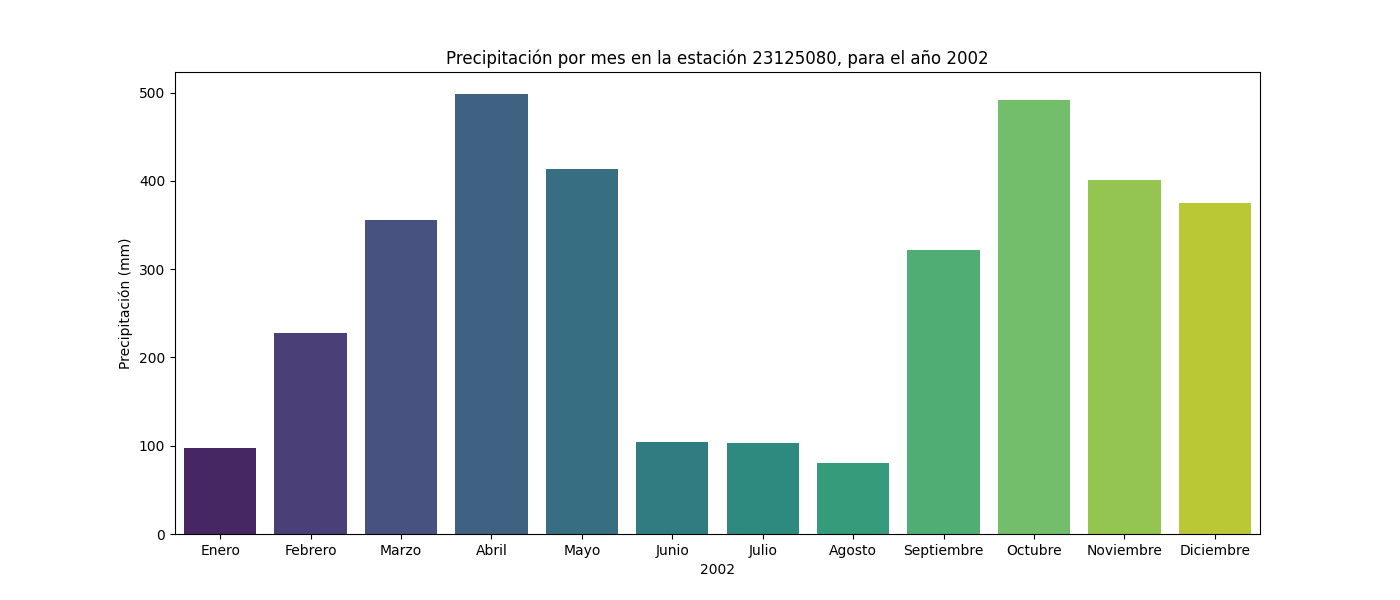 Precipitación por mes en la estación 23125080, para el año 2002
Precipitación (mm)
500
400
300
200
100
0
Enero Febrero Marzo Abril Mayo Junio Julio Agosto Septiembre Octubre Noviembre Diciembre
2002